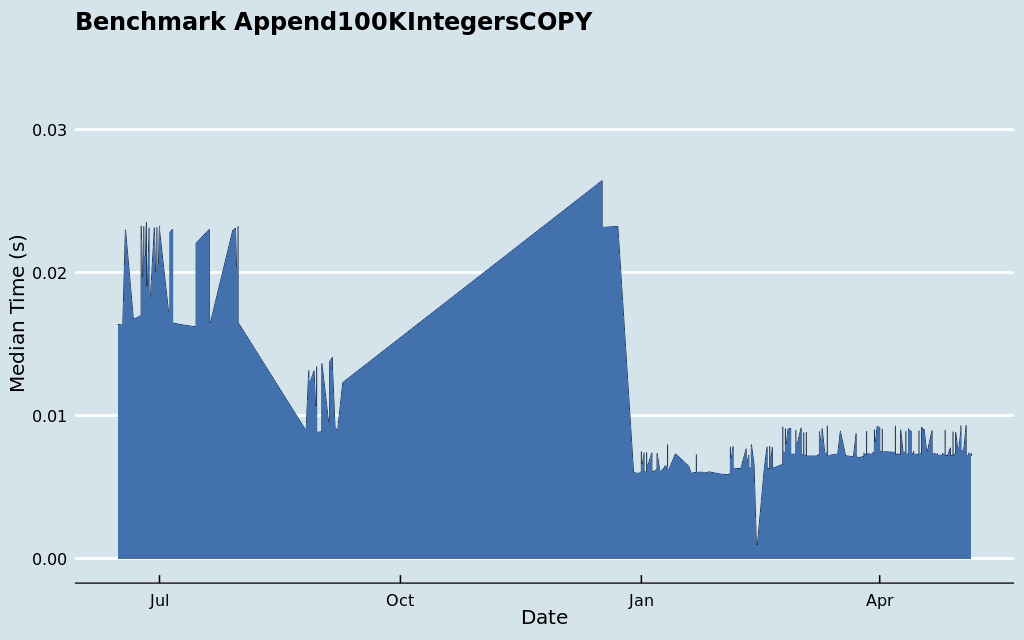 Benchmark Append100KIntegersCOPY
Median Time (s)
0.03
0.02
0.01
0.00
Jul Oct Jan Apr
Date